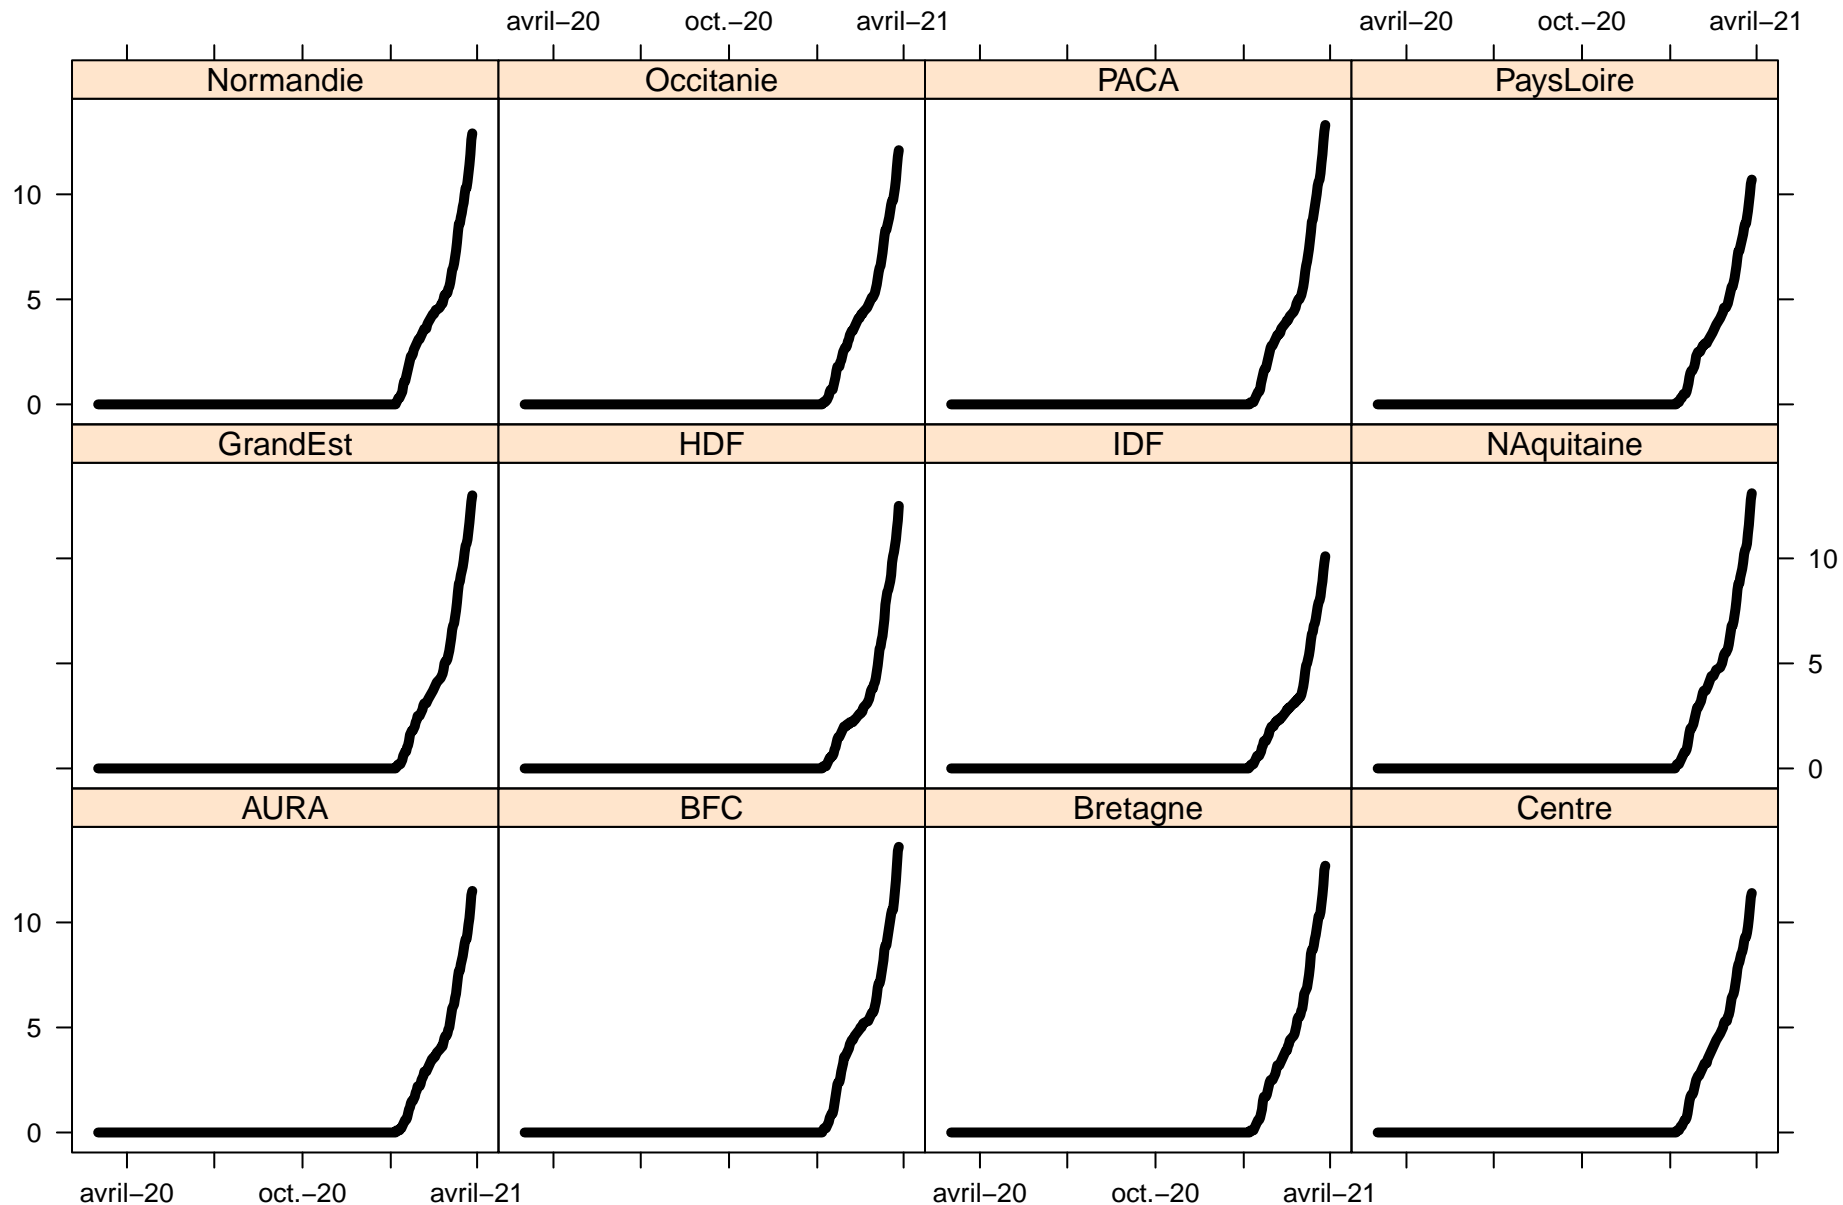 avril−20 oct.−20 avril−21 avril−20 oct.−20 avril−21
Normandie Occitanie PACA PaysLoire
10
5
0
GrandEst HDF IDF NAquitaine
10
5
0
AURA BFC Bretagne Centre
10
5
0
avril−20 oct.−20 avril−21 avril−20 oct.−20 avril−21